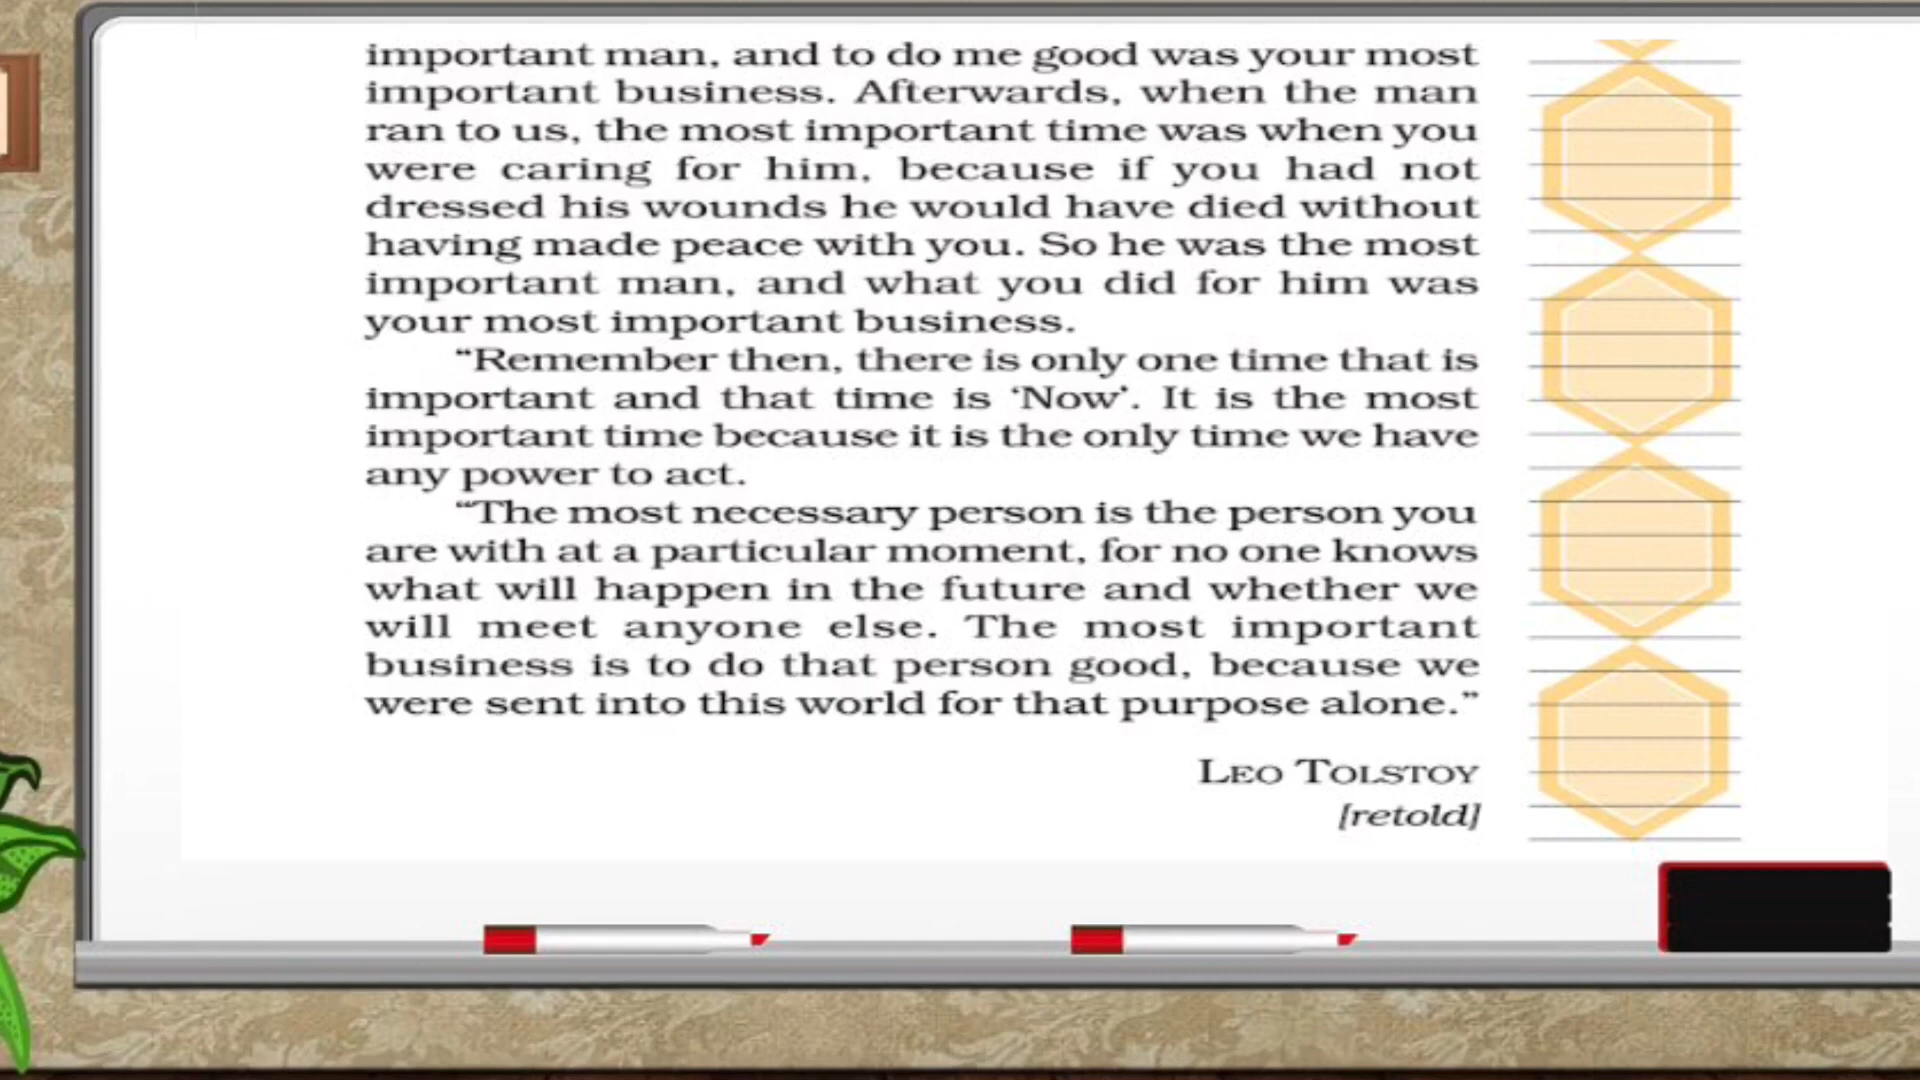 important man, and to do me good was your most
important business. Afterwards, when the man
ran to us, the most important time was when you
were caring for him, because if you had not
dressed his wounds he would have died without
having made peace with you. So he was the most
important man, and what you did for him was
your most important business.
“Remember then, there is only one time that is
important and that time is ‘Now’. It is the most
important time because it is the only time we have
any power to act.
“The most necessary person is the person you
are with at a particular moment, for no one knows
what will happen in the future and whether we
will meet anyone else. The most important
business is to do that person good, because we
were sent into this world for that purpose alone.”
LEO TOLSTOY
[retold]